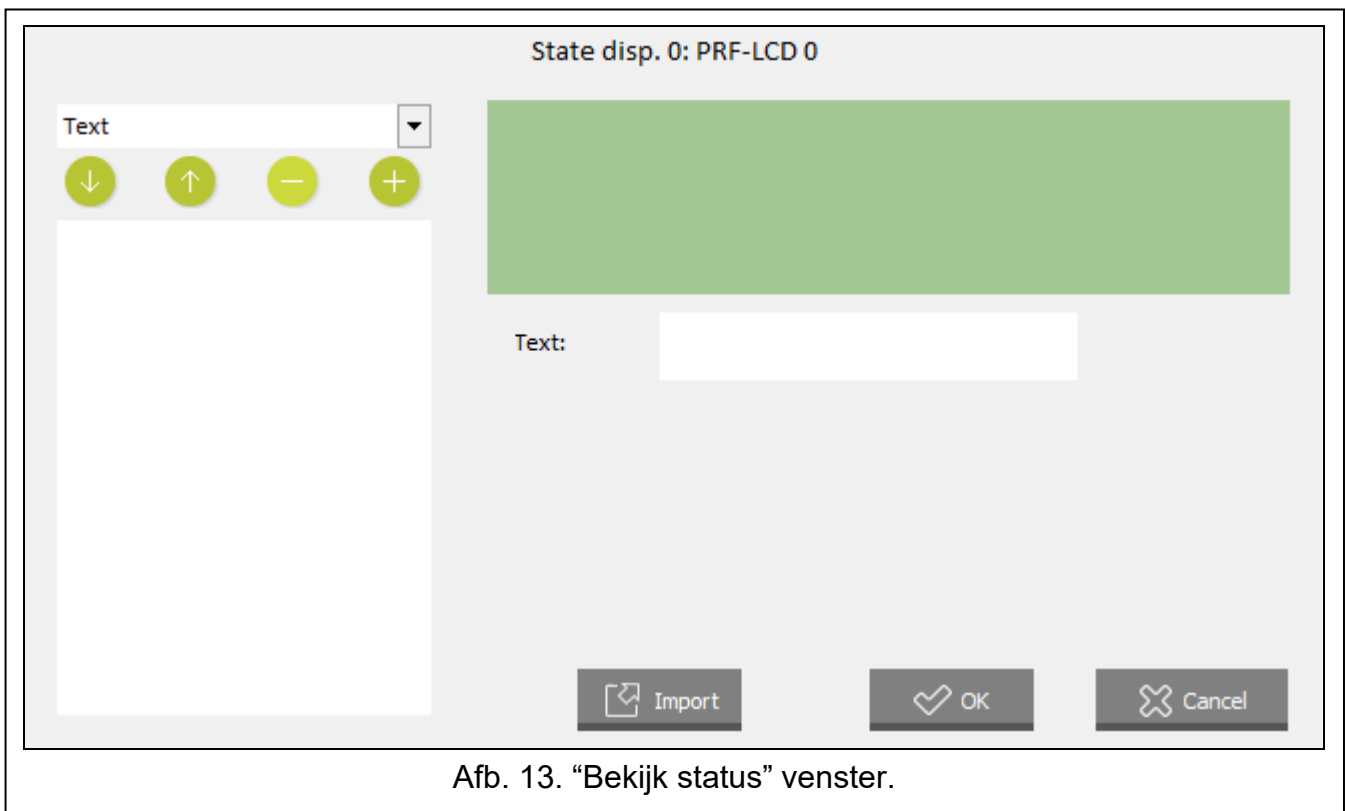 State disp. 0: PRF-LCD 0
Text
Text:
Import
OK
Cancel
Afb. 13. “Bekijk status” venster.